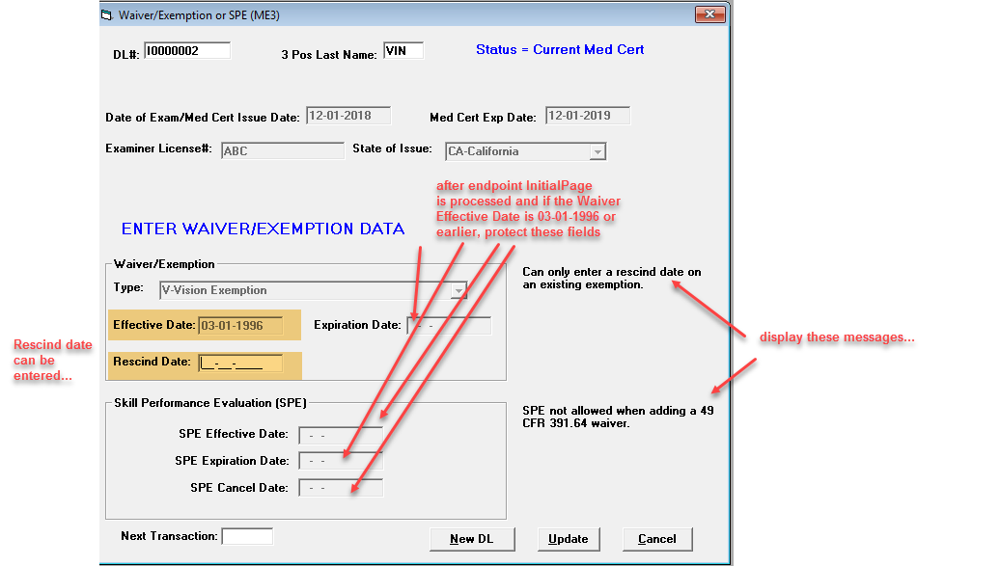 Waiver/Exemption or SPE (ME3)
DL#: I0000002
3 Pos Last Name: VIN
Status = Current Med Cert
Date of Exam/Med Cert Issue Date: 12-01-2018
Med Cert Exp Date: 12-01-2019
Examiner License#: ABC
State of Issue: CA-California
after endpoint InitialPage
is processed and if the Waiver
Effective Date is 03-01-1996 or
earlier, protect these fields
ENTER WAIVER/EXEMPTION DATA
Waiver/Exemption
Type: V-Vision Exemption
Can only enter a rescind date on
an existing exemption.
Effective Date: 03-01-1996
Expiration Date: - -
display these messages...
Rescind date
can be
entered...
Rescind Date: __-__-____
Skill Performance Evaluation (SPE)
SPE not allowed when adding a 49
CFR 391.64 waiver.
SPE Effective Date: - -
SPE Expiration Date: - -
SPE Cancel Date: - -
Next Transaction:
New DL
Update
Cancel